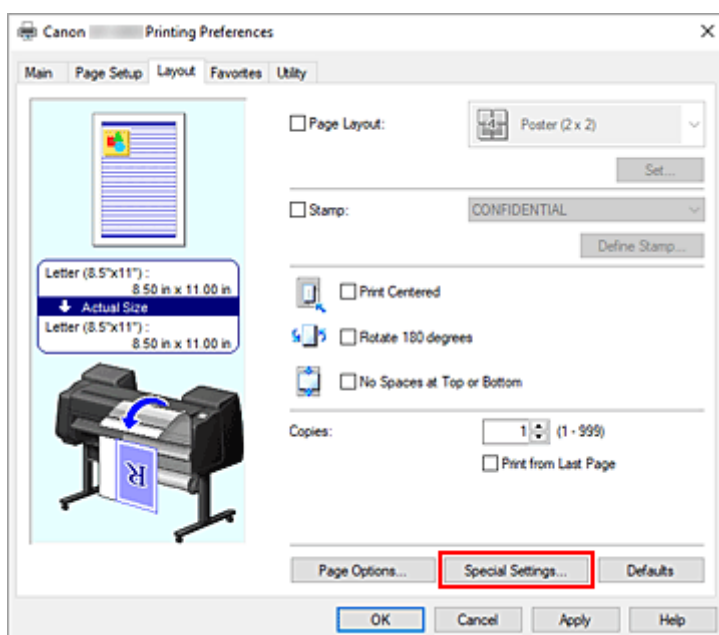 Canon Printing Preferences
Main Page Setup Layout Favorites Utility
Page Layout: Poster (2 x 2)
Set...
Stamp: CONFIDENTIAL
Define Stamp...
Letter (8.5"x11") :
8.50 in x 11.00 in
Actual Size
Letter (8.5"x11") :
8.50 in x 11.00 in
Print Centered
Rotate 180 degrees
No Spaces at Top or Bottom
Copies: 1 (1 - 999)
Print from Last Page
R
Page Options... Special Settings... Defaults
OK Cancel Apply Help